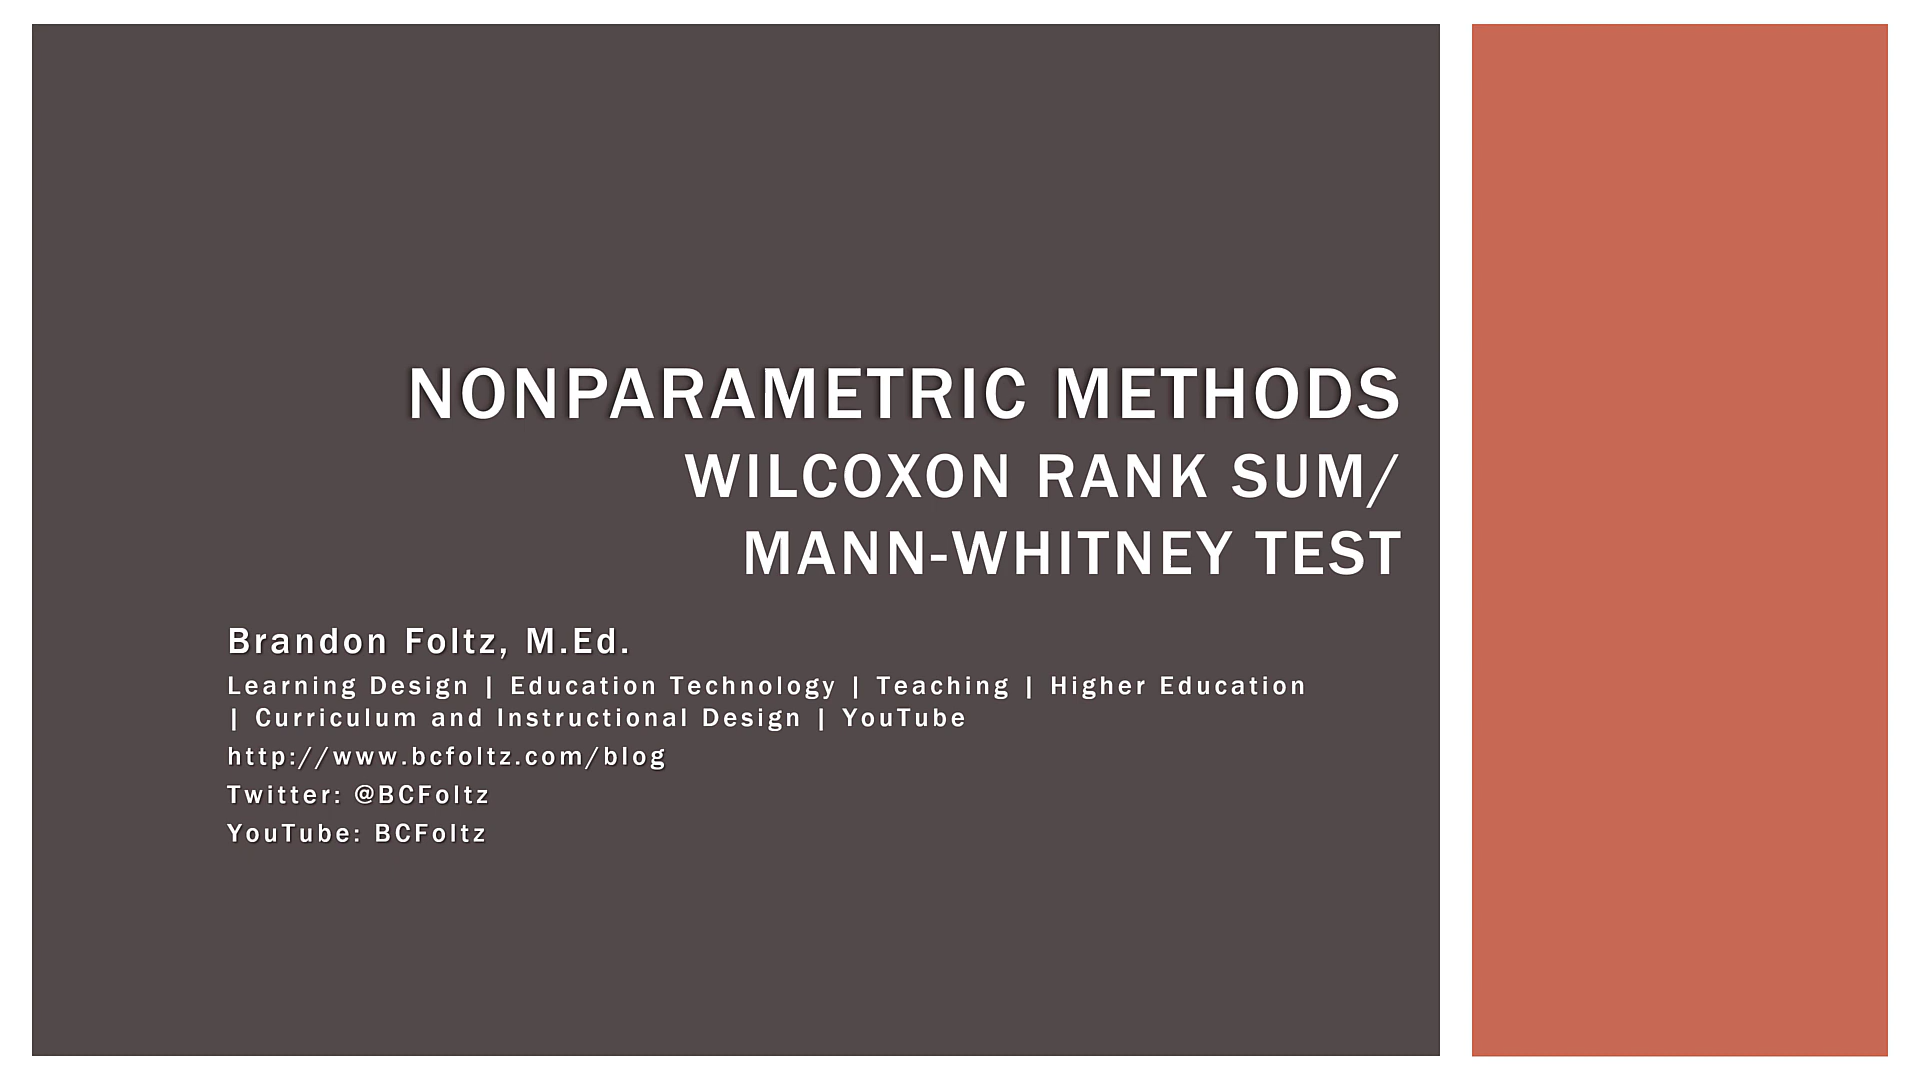 NONPARAMETRIC METHODS
WILCOXON RANK SUM/
MANN-WHITNEY TEST
Brandon Foltz, M.Ed.
Learning Design | Education Technology | Teaching | Higher Education
| Curriculum and Instructional Design | YouTube
http://www.bcfoltz.com/blog
Twitter: @BCFoltz
YouTube: BCFoltz